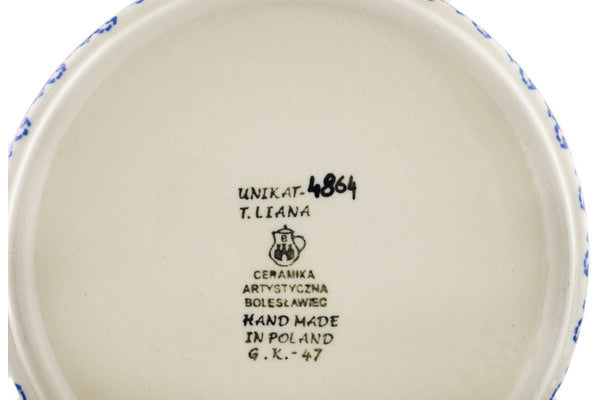 UNIKAT-4864
T.LIANA
CERAMIKA
ARTYSTYCZNA
BOLESŁAWIEC
HAND MADE
IN POLAND
G.K.-47